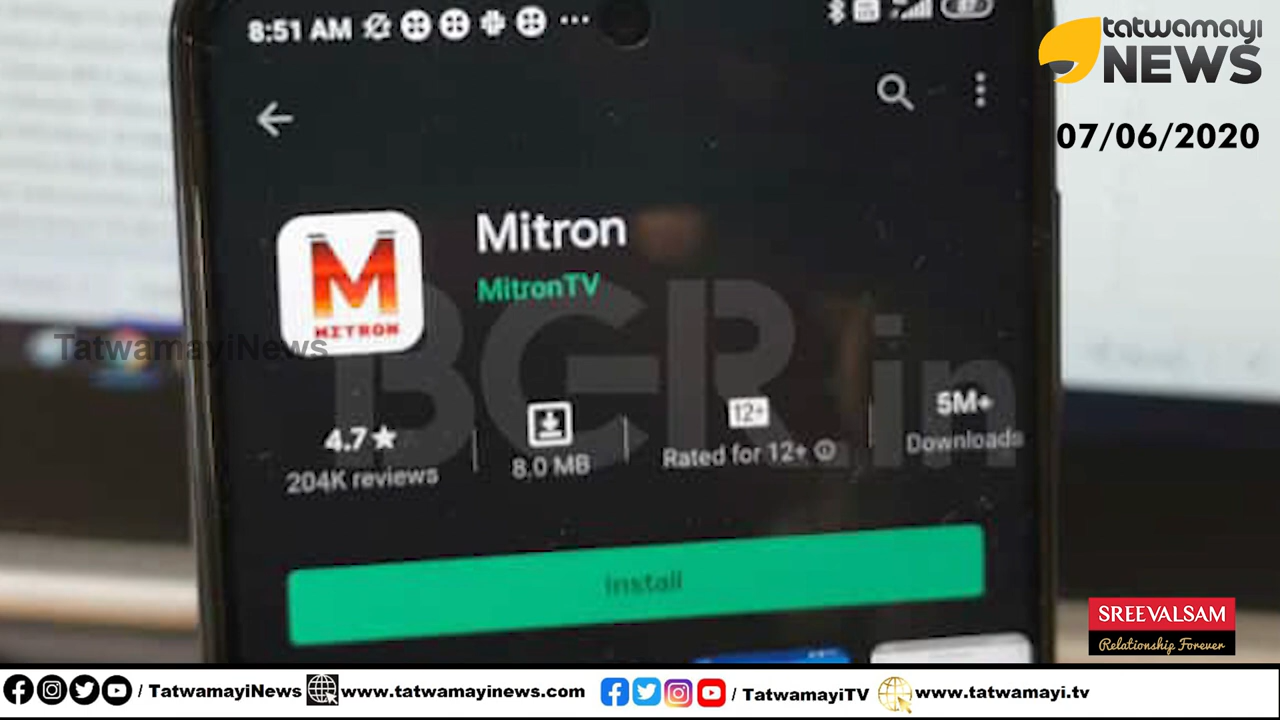 8:51 AM
tatwamayi
NEWS
07/06/2020
Mitron
MitronTV
M
MITRON
TatwamayiNews
BGR.in
4.7★
204K reviews
8.0 MB
12+
Rated for 12+
5M+
Downloads
Install
SREEVALSAM
Relationship Forever
/ TatwamayiNews www.tatwamayinews.com / TatwamayiTV www.tatwamayi.tv